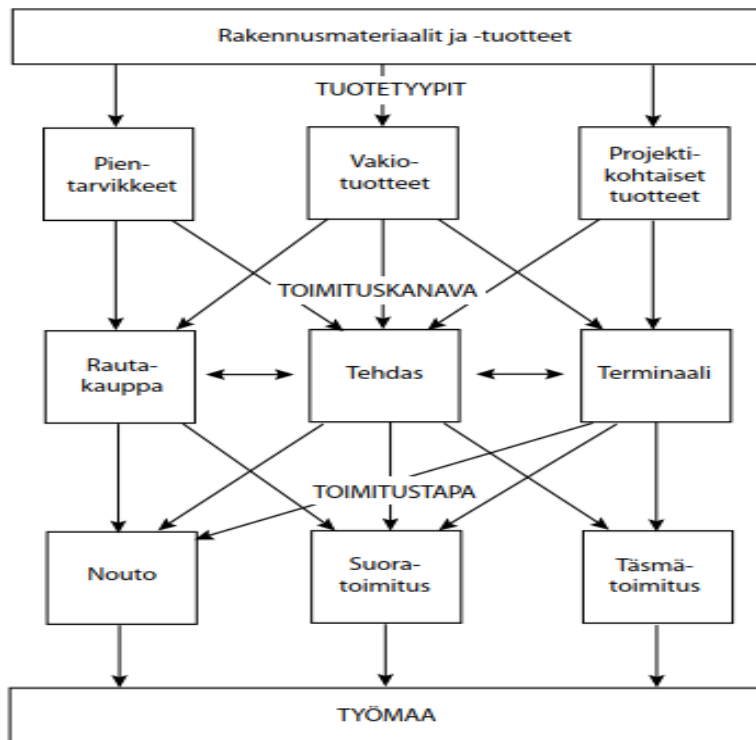 Rakennusmateriaalit ja -tuotteet
TUOTETYYPIT
Pien-
tarvikkeet
Vakio-
tuotteet
Projekti-
kohtaiset
tuotteet
TOIMITUSKANAVA
Rauta-
kauppa
Tehdas
Terminaali
TOIMITUSTAPA
Nouto
Suora-
toimitus
Täsmä-
toimitus
TYÖMAA